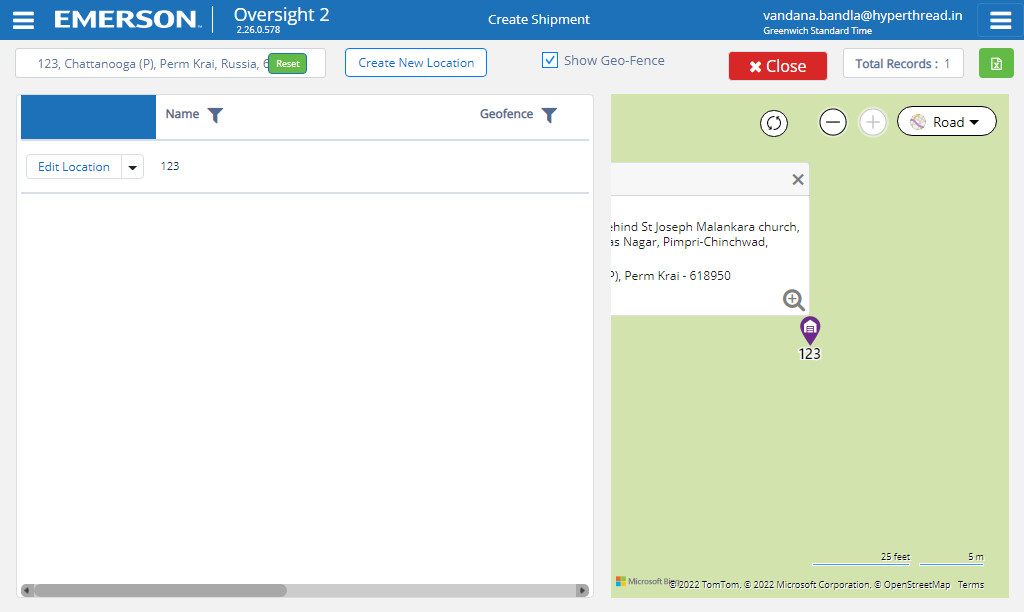 EMERSON
Oversight 2
2.26.0.578
Create Shipment
vandana.bandla@hyperthread.in
Greenwich Standard Time
123, Chattanooga (P), Perm Krai, Russia, 6
Reset
Create New Location
Show Geo-Fence
Close
Total Records : 1
Name
Geofence
Road
Edit Location
123
ehind St Joseph Malankara church,
as Nagar, Pimpri-Chinchwad,
P), Perm Krai - 618950
123
25 feet
5 m
Microsoft Bi
© 2022 TomTom, © 2022 Microsoft Corporation, © OpenStreetMap Terms